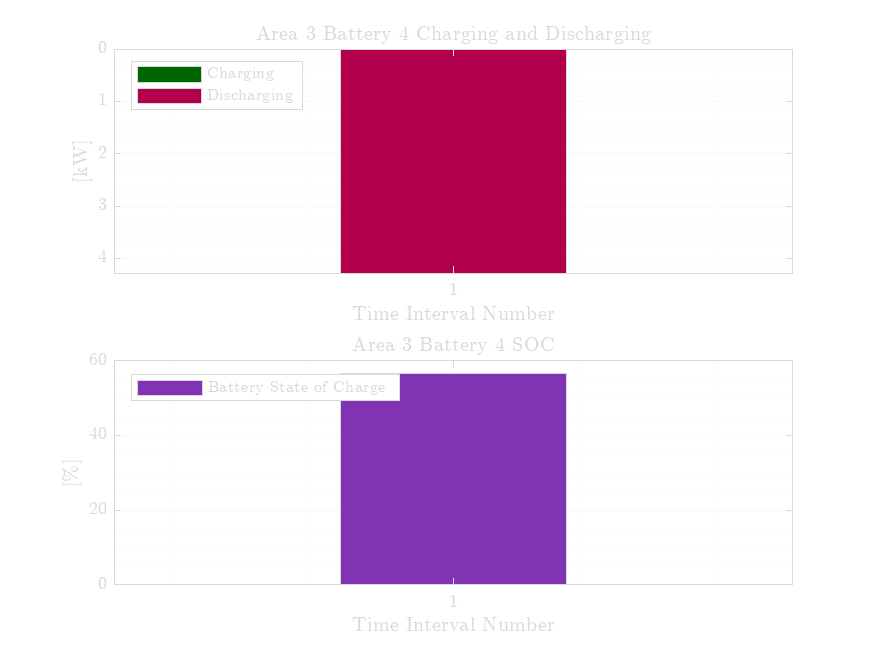 Area 3 Battery 4 Charging and Discharging
0
1
2
3
4
[kW]
Charging
Discharging
1
Time Interval Number
Area 3 Battery 4 SOC
60
40
20
0
[%]
Battery State of Charge
1
Time Interval Number